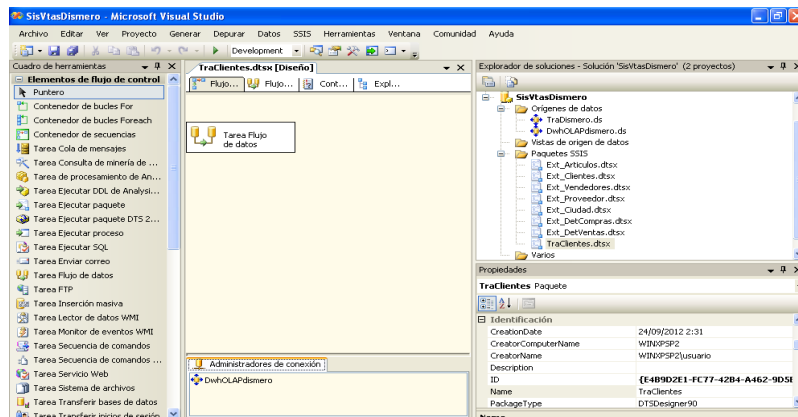 SisVtasDismero - Microsoft Visual Studio
Archivo Editar Ver Proyecto Generar Depurar Datos SSIS Herramientas Ventana Comunidad Ayuda
Development
Cuadro de herramientas
Elementos de flujo de control
Puntero
Contenedor de bucles For
Contenedor de bucles Foreach
Contenedor de secuencias
Tarea Cola de mensajes
Tarea Consulta de minería de ...
Tarea de procesamiento de An...
Tarea Ejecutar DDL de Analysi...
Tarea Ejecutar paquete
Tarea Ejecutar paquete DTS 2...
Tarea Ejecutar proceso
Tarea Ejecutar SQL
Tarea Enviar correo
Tarea Flujo de datos
Tarea FTP
Tarea Inserción masiva
Tarea Lector de datos WMI
Tarea Monitor de eventos WMI
Tarea Secuencia de comandos
Tarea Secuencia de comandos ...
Tarea Servicio Web
Tarea Sistema de archivos
Tarea Transferir bases de datos
Tarea Transferir inicios de sesión
TraClientes.dtsx [Diseño]
Flujo... Flujo... Cont... Expl...
Tarea Flujo
de datos
Administradores de conexión
DwhOLAPdismero
Explorador de soluciones - Solución 'SisVtasDismero' (2 proyectos)
SisVtasDismero
Orígenes de datos
TraDismero.ds
DwhOLAPdismero.ds
Vistas de origen de datos
Paquetes SSIS
Ext_Articulos.dtsx
Ext_Clientes.dtsx
Ext_Vendedores.dtsx
Ext_Proveedor.dtsx
Ext_Ciudad.dtsx
Ext_DetCompras.dtsx
Ext_DetVentas.dtsx
TraClientes.dtsx
Varios
Propiedades
TraClientes Paquete
Identificación
CreationDate 24/09/2012 2:31
CreatorComputerName WINXPSP2
CreatorName WINXPSP2\usuario
Description
ID {E4B9D2E1-FC77-42B4-A462-9D5E
Name TraClientes
PackageType DTSDesigner90
Name